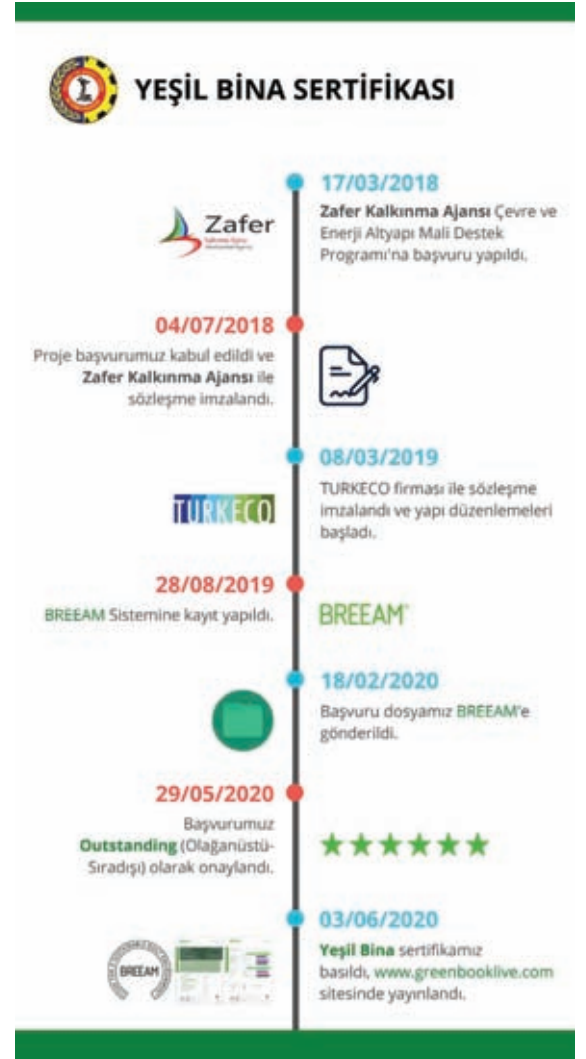 YEŞİL BİNA SERTİFİKASI
17/03/2018
Zafer Kalkınma Ajansı Çevre ve
Enerji Altyapı Mali Destek
Programı'na başvuru yapıldı.
Zafer
04/07/2018
Proje başvurumuz kabul edildi ve
Zafer Kalkınma Ajansı ile
sözleşme imzalandı.
08/03/2019
TURKECO firması ile sözleşme
imzalandı ve yapı düzenlemeleri
başladı.
TURKECO
28/08/2019
BREEAM Sistemine kayıt yapıldı.
BREEAM
18/02/2020
Başvuru dosyamız BREEAM'e
gönderildi.
29/05/2020
Başvurumuz
Outstanding (Olağanüstü-
Sıradışı) olarak onaylandı.
03/06/2020
Yeşil Bina sertifikamız
basıldı, www.greenbooklive.com
sitesinde yayınlandı.
BREEAM